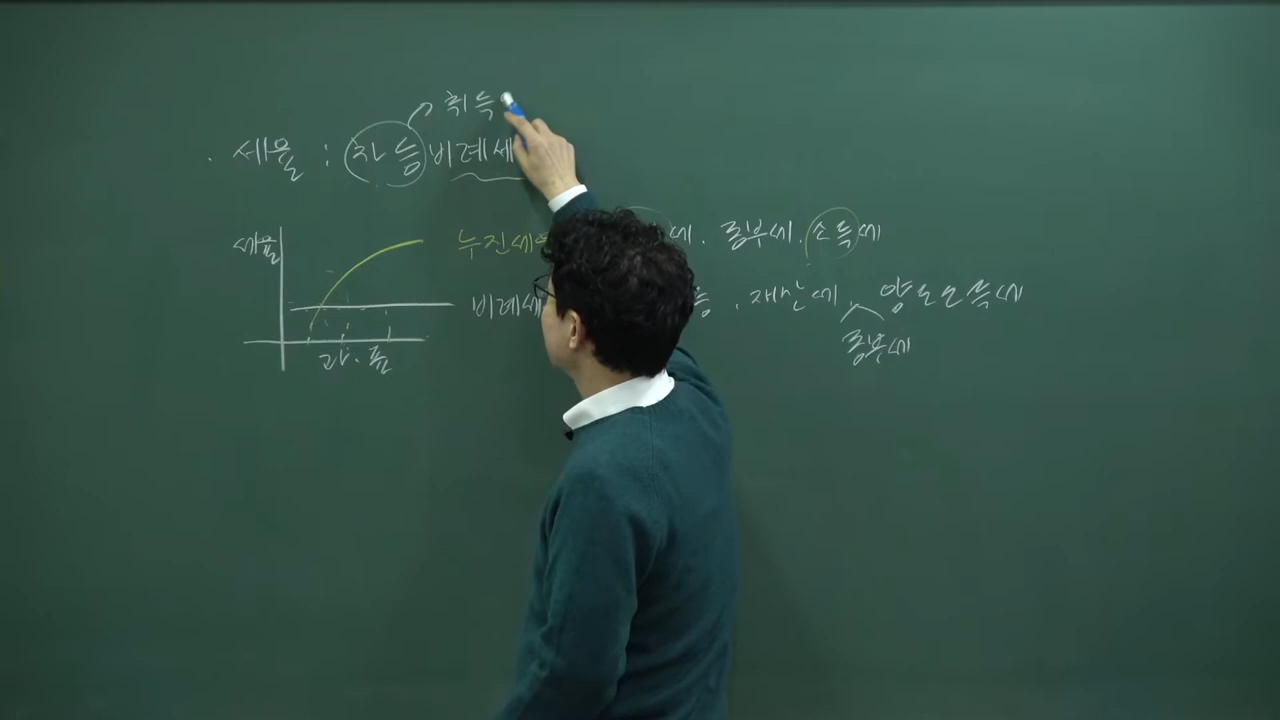 취득
· 세율 : 차등비례세
세율 누진세율 세. 종부세. 소득세
비례세 등 . 재산세 . 양도소득세
과·표 종부세